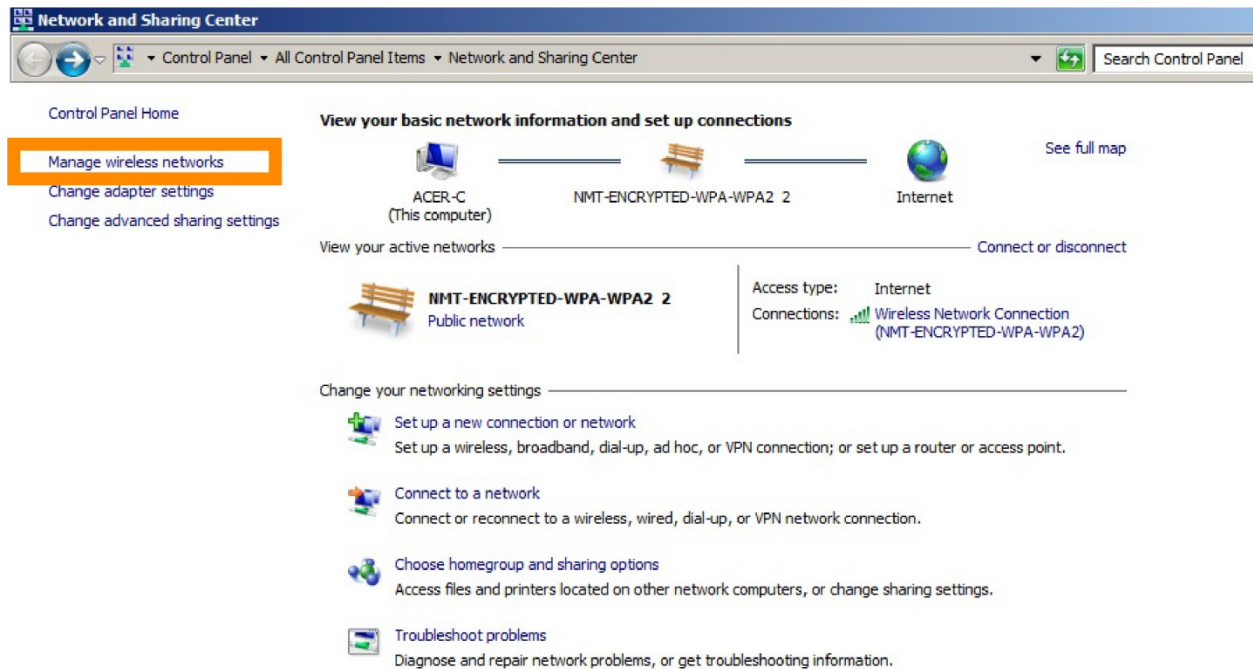 Network and Sharing Center
Control Panel All Control Panel Items Network and Sharing Center
Search Control Panel
Control Panel Home
Manage wireless networks
Change adapter settings
Change advanced sharing settings
View your basic network information and set up connections
See full map
ACER-C
(This computer)
NMT-ENCRYPTED-WPA-WPA2 2
Internet
View your active networks
Connect or disconnect
NMT-ENCRYPTED-WPA-WPA2 2
Public network
Access type: Internet
Connections: Wireless Network Connection
(NMT-ENCRYPTED-WPA-WPA2)
Change your networking settings
Set up a new connection or network
Set up a wireless, broadband, dial-up, ad hoc, or VPN connection; or set up a router or access point.
Connect to a network
Connect or reconnect to a wireless, wired, dial-up, or VPN network connection.
Choose homegroup and sharing options
Access files and printers located on other network computers, or change sharing settings.
Troubleshoot problems
Diagnose and repair network problems, or get troubleshooting information.